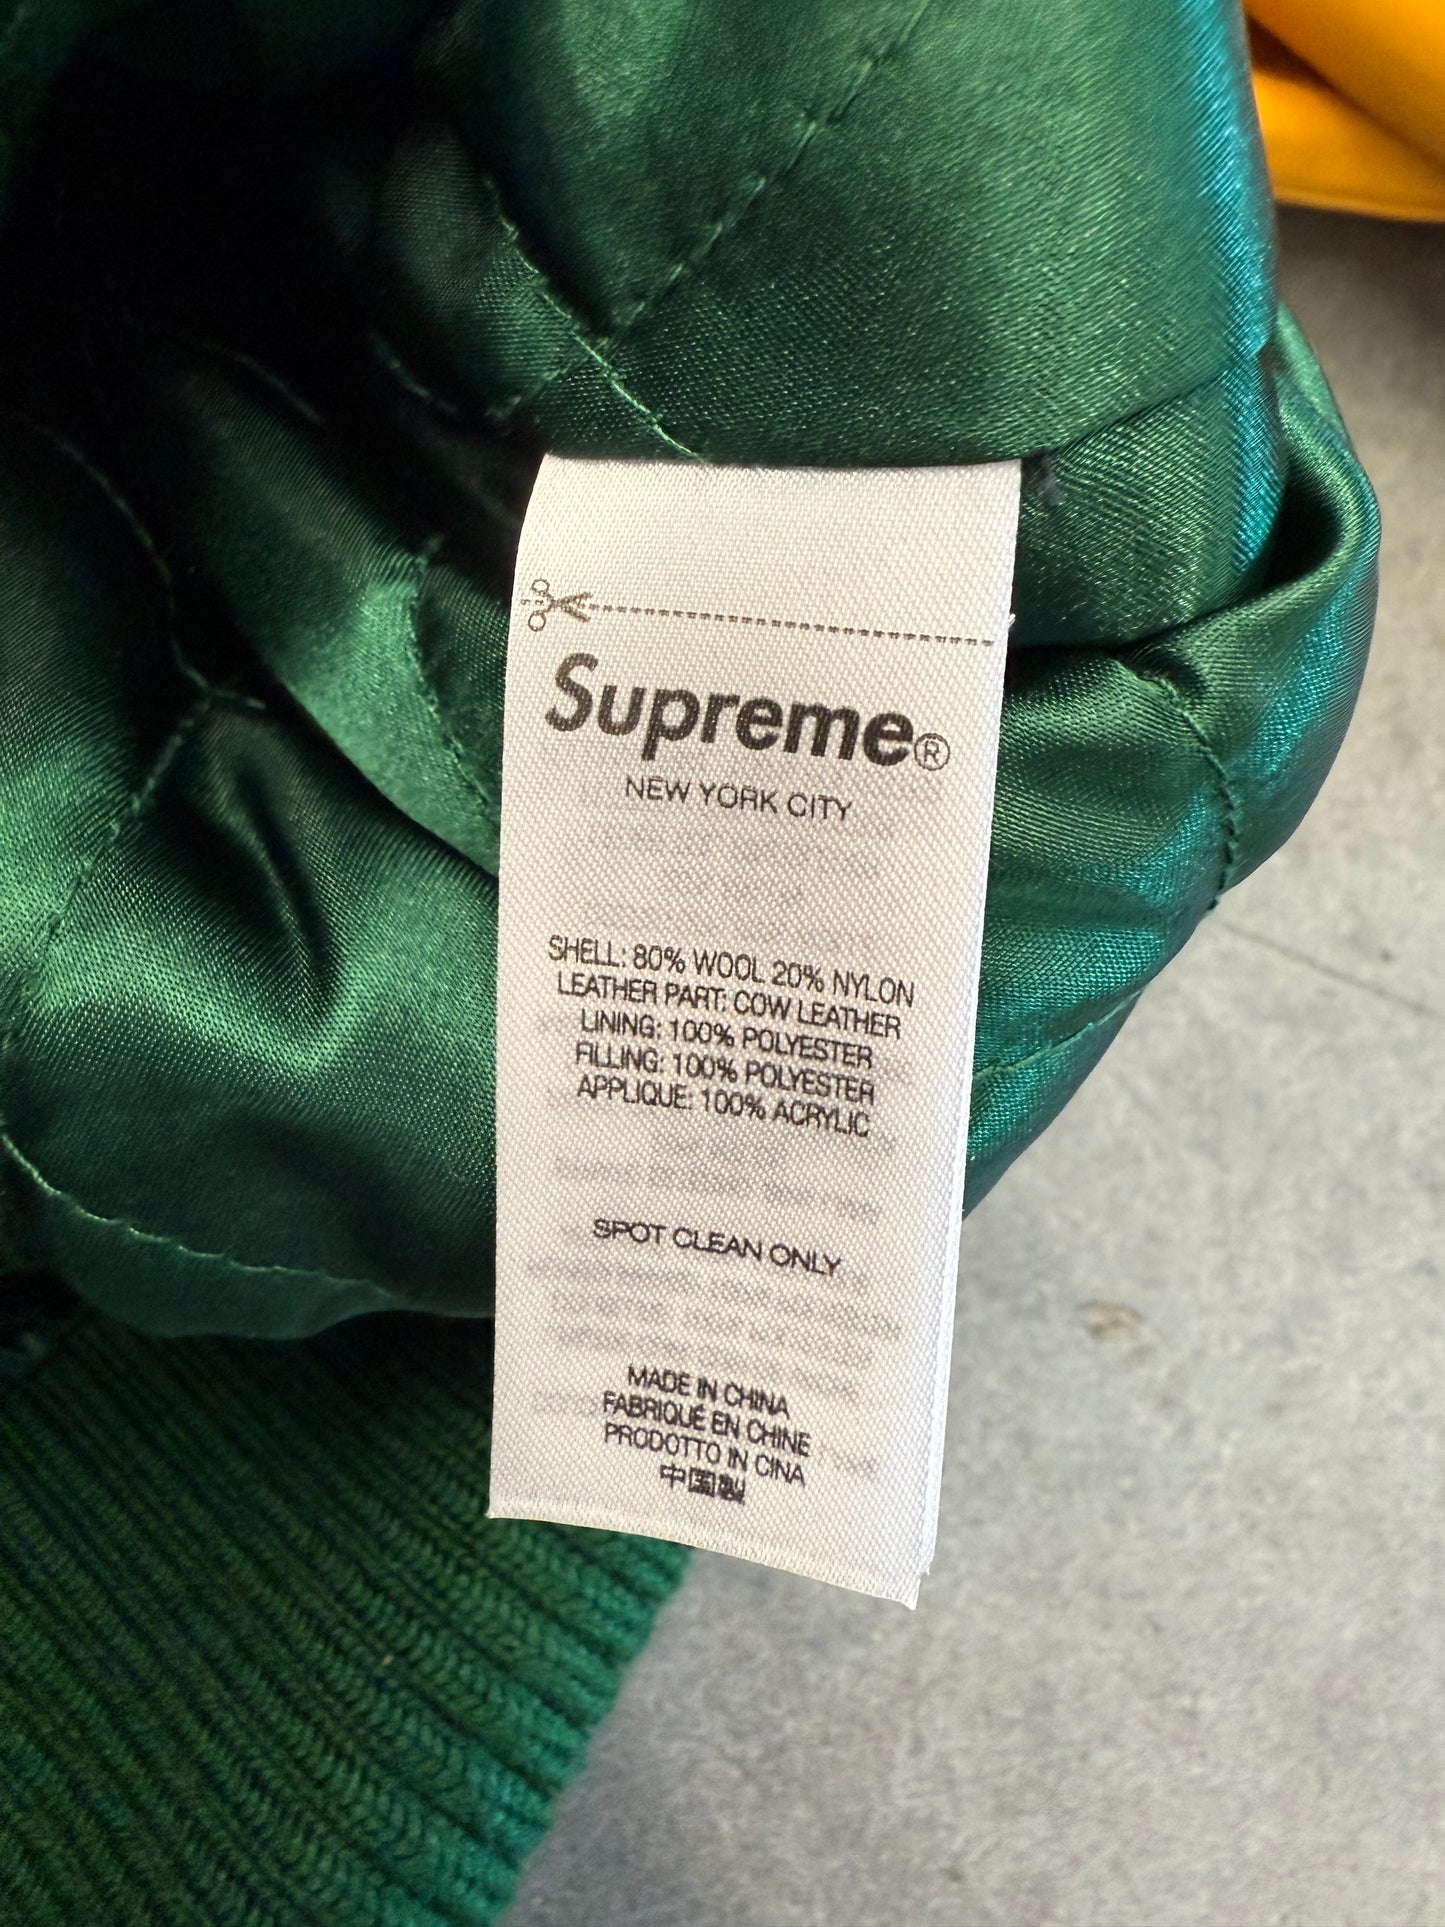 Supreme®
NEW YORK CITY
SHELL: 80% WOOL 20% NYLON
LEATHER PART: COW LEATHER
LINING: 100% POLYESTER
FILLING: 100% POLYESTER
APPLIQUE: 100% ACRYLIC
SPOT CLEAN ONLY
MADE IN CHINA
FABRIQUÉ EN CHINE
PRODOTTO IN CINA
中国製